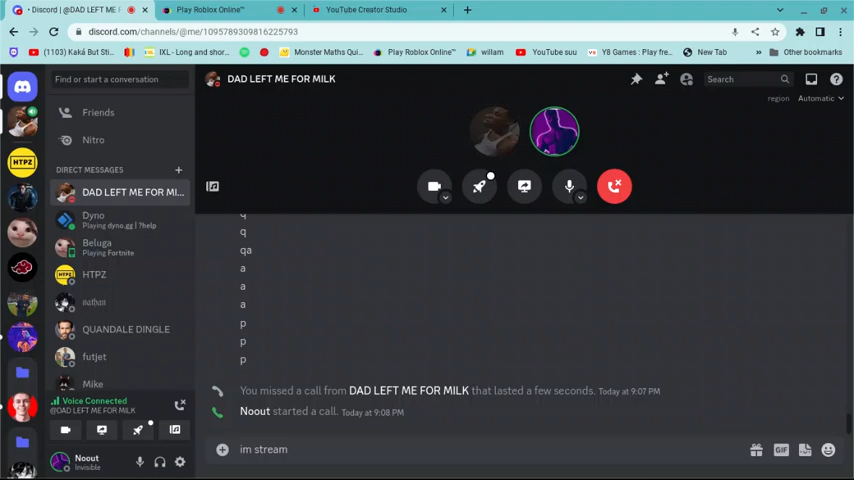 • Discord | @DAD LEFT ME F
Play Roblox Online™
YouTube Creator Studio
discord.com/channels/@me/1095789309816225793
(1103) Kaká But Sti...
IXL - Long and shor...
Monster Maths Qui...
Play Roblox Online™
willam
YouTube suu
Y8 Games : Play fre...
New Tab
Other bookmarks
Find or start a conversation
DAD LEFT ME FOR MILK
Search
region
Automatic
Friends
Nitro
DIRECT MESSAGES
DAD LEFT ME FOR MIL...
Dyno
Playing dyno.gg | ?help
Beluga
Playing Fortnite
HTPZ
HTPZ
nathan
QUANDALE DINGLE
futjet
Mike
q
q
qa
a
a
a
p
p
p
You missed a call from DAD LEFT ME FOR MILK that lasted a few seconds. Today at 9:07 PM
Noout started a call. Today at 9:08 PM
Voice Connected
@DAD LEFT ME FOR MILK
im stream
GIF
Noout
Invisible